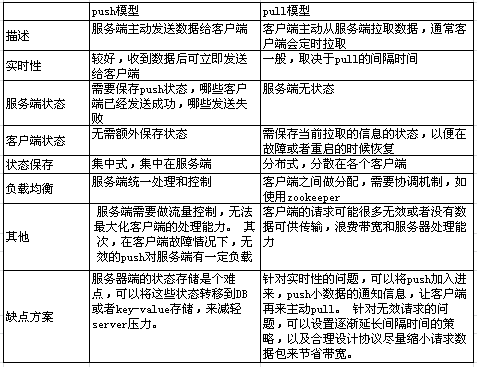 push模型 pull模型
描述 服务端主动发送数据给客户端 客户端主动从服务端拉取数据，通常
客户端会定时拉取
实时性 较好，收到数据后可立即发送
给客户端 一般，取决于pull的间隔时间
服务端状态 需要保存push状态，哪些客户
端已经发送成功，哪些发送失
败 服务端无状态
客户端状态 无需额外保存状态 需保存当前拉取的信息的状态，以便在
故障或者重启的时候恢复
状态保存 集中式，集中在服务端 分布式，分散在各个客户端
负载均衡 服务端统一处理和控制 客户端之间做分配，需要协调机制，如
使用zookeeper
其他 服务端需要做流量控制，无法
最大化客户端的处理能力。 其
次，在客户端故障情况下，无
效的push对服务端有一定负载 客户端的请求可能很多无效或者没有数
据可供传输，浪费带宽和服务器处理能
力
缺点方案 服务器端的状态存储是个难
点，可以将这些状态转移到DB
或者key-value存储，来减轻
server压力。 针对实时性的问题，可以将push加入进
来，push小数据的通知信息，让客户端
再来主动pull。 针对无效请求的问
题，可以设置逐渐延长间隔时间的策
略，以及合理设计协议尽量缩小请求数
据包来节省带宽。